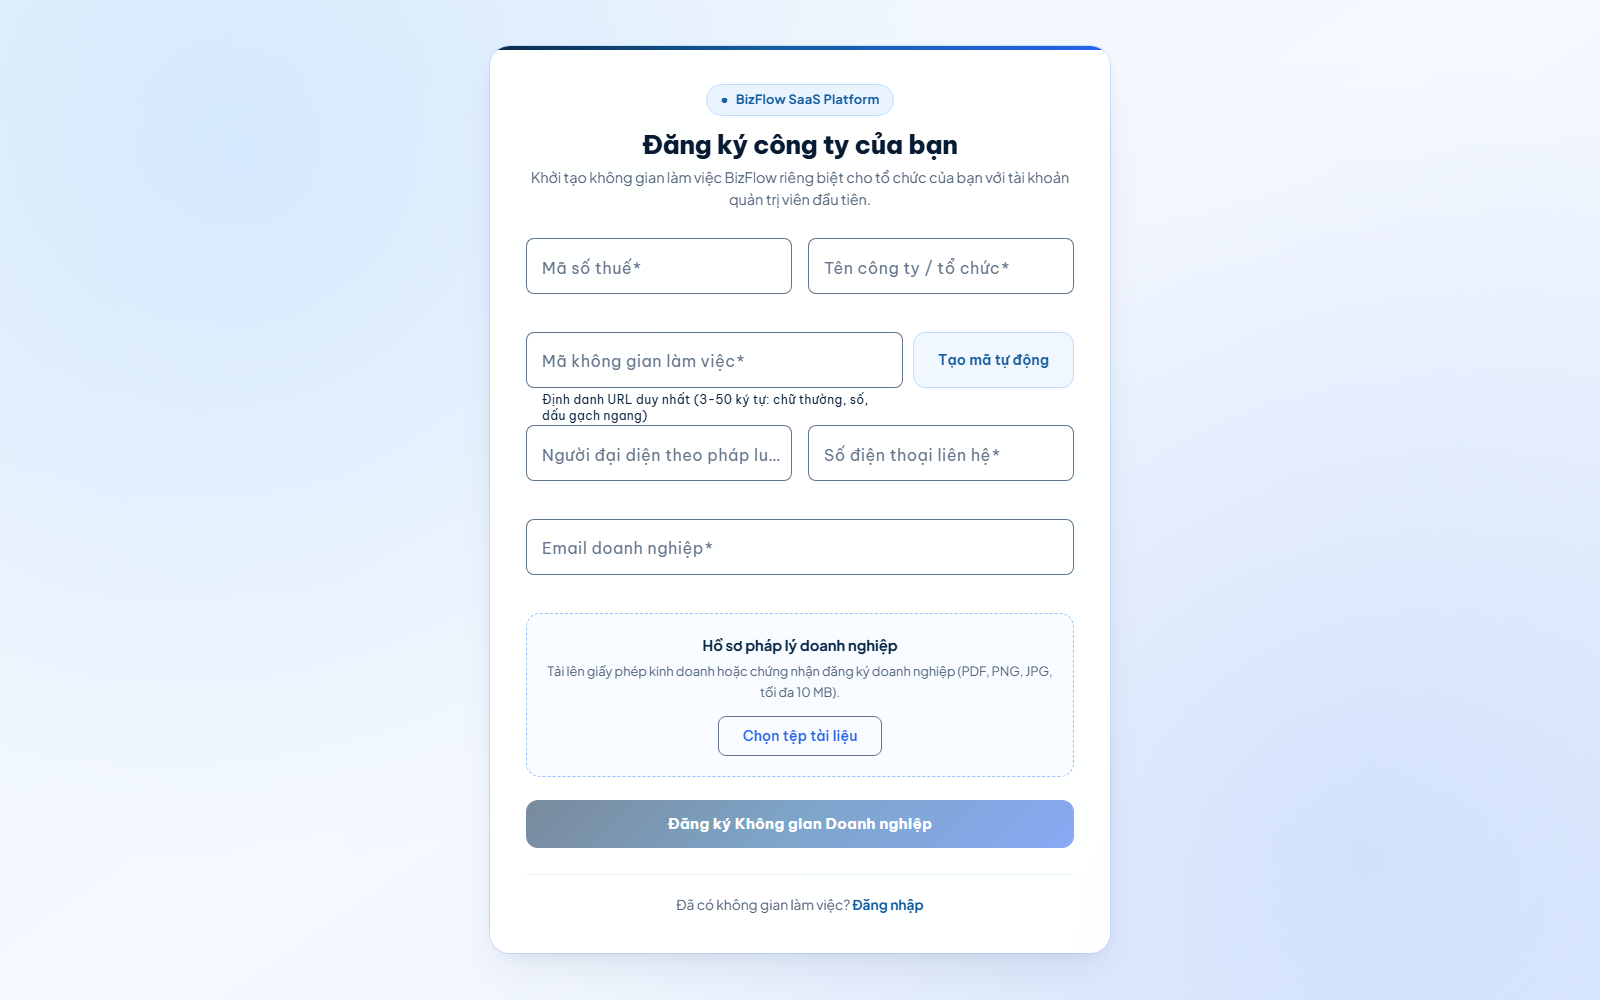 BizFlow SaaS Platform
Đăng ký công ty của bạn
Khởi tạo không gian làm việc BizFlow riêng biệt cho tổ chức của bạn với tài khoản
quản trị viên đầu tiên.
Mã số thuế*
Tên công ty / tổ chức*
Mã không gian làm việc*
Tạo mã tự động
Định danh URL duy nhất (3-50 ký tự: chữ thường, số,
dấu gạch ngang)
Người đại diện theo pháp lu...
Số điện thoại liên hệ*
Email doanh nghiệp*
Hồ sơ pháp lý doanh nghiệp
Tải lên giấy phép kinh doanh hoặc chứng nhận đăng ký doanh nghiệp (PDF, PNG, JPG,
tối đa 10 MB).
Chọn tệp tài liệu
Đăng ký Không gian Doanh nghiệp
Đã có không gian làm việc? Đăng nhập